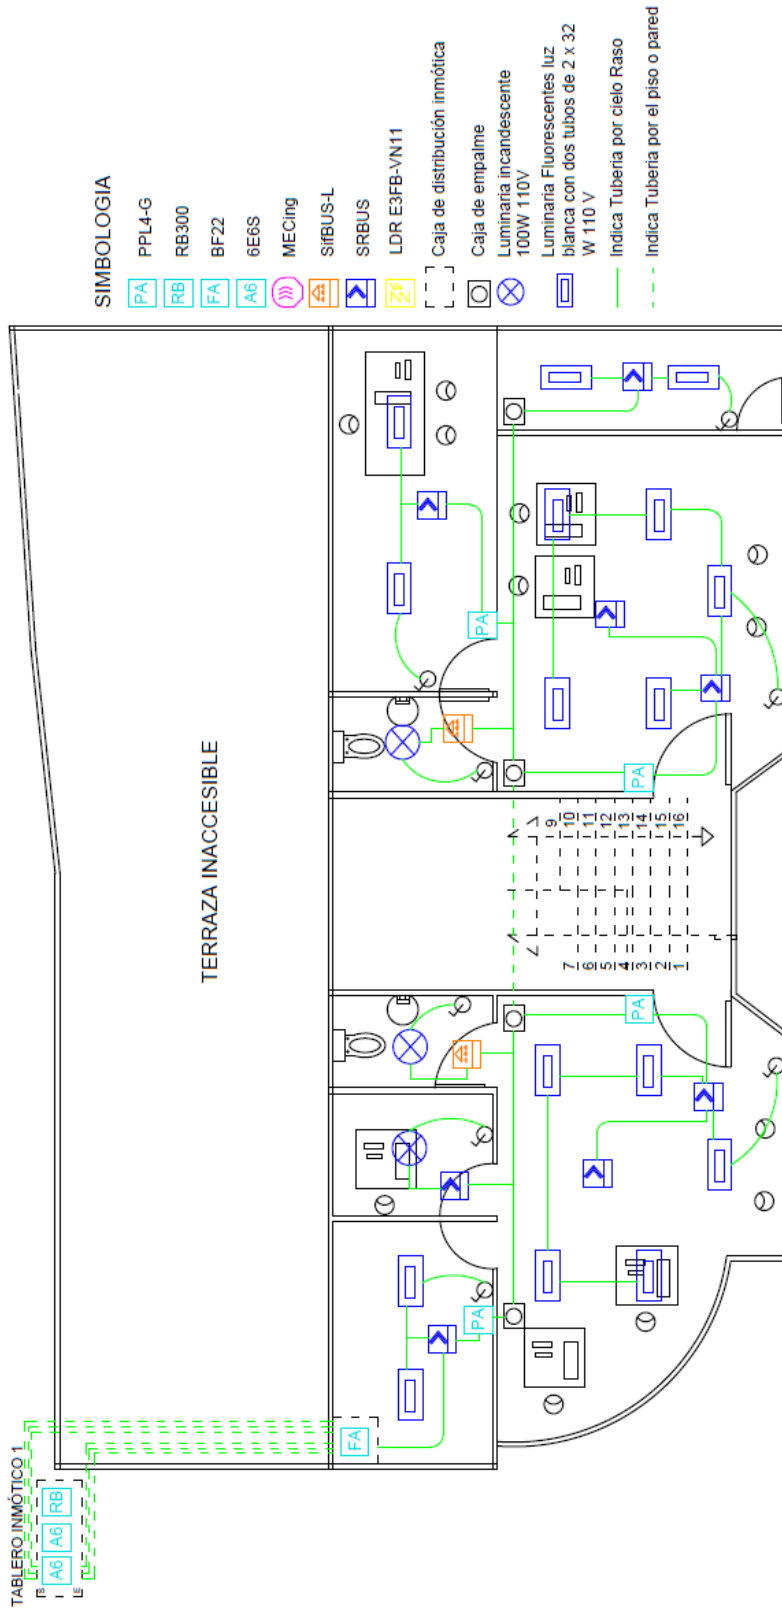 TABLERO INMÓTICO 1
S
E
A6
A6
RB
FA
TERRAZA INACCESIBLE
PA
PA
PA
PA
7
6
5
4
3
2
1
9
10
11
12
13
14
15
16
SIMBOLOGIA
PA PPL4-G
RB RB300
FA BF22
A6 6E6S
MECing
SifBUS-L
SRBUS
LDR E3FB-VN11
Caja de distribución inmótica
Caja de empalme
Luminaria incandescente
100W 110V
Luminaria Fluorescentes luz
blanca con dos tubos de 2 x 32
W 110 V
Indica Tuberia por cielo Raso
Indica Tuberia por el piso o pared